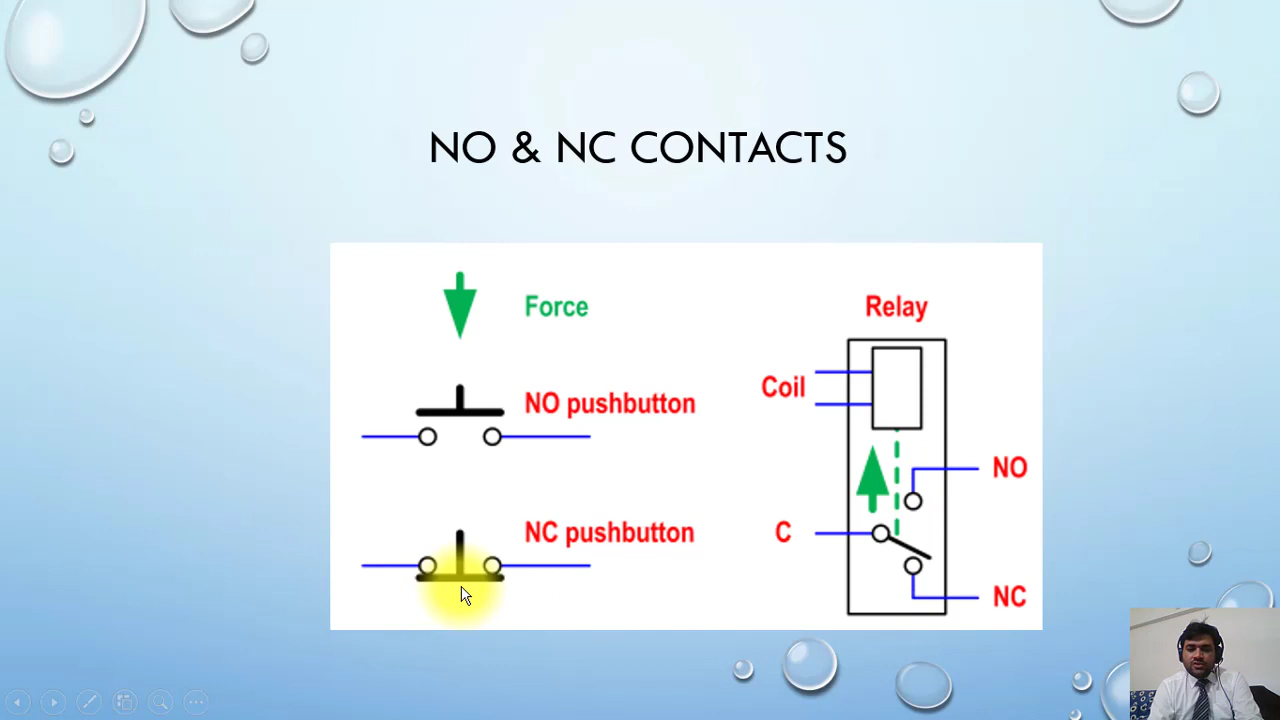 NO & NC CONTACTS
Force
NO pushbutton
NC pushbutton
Relay
Coil
NO
C
NC